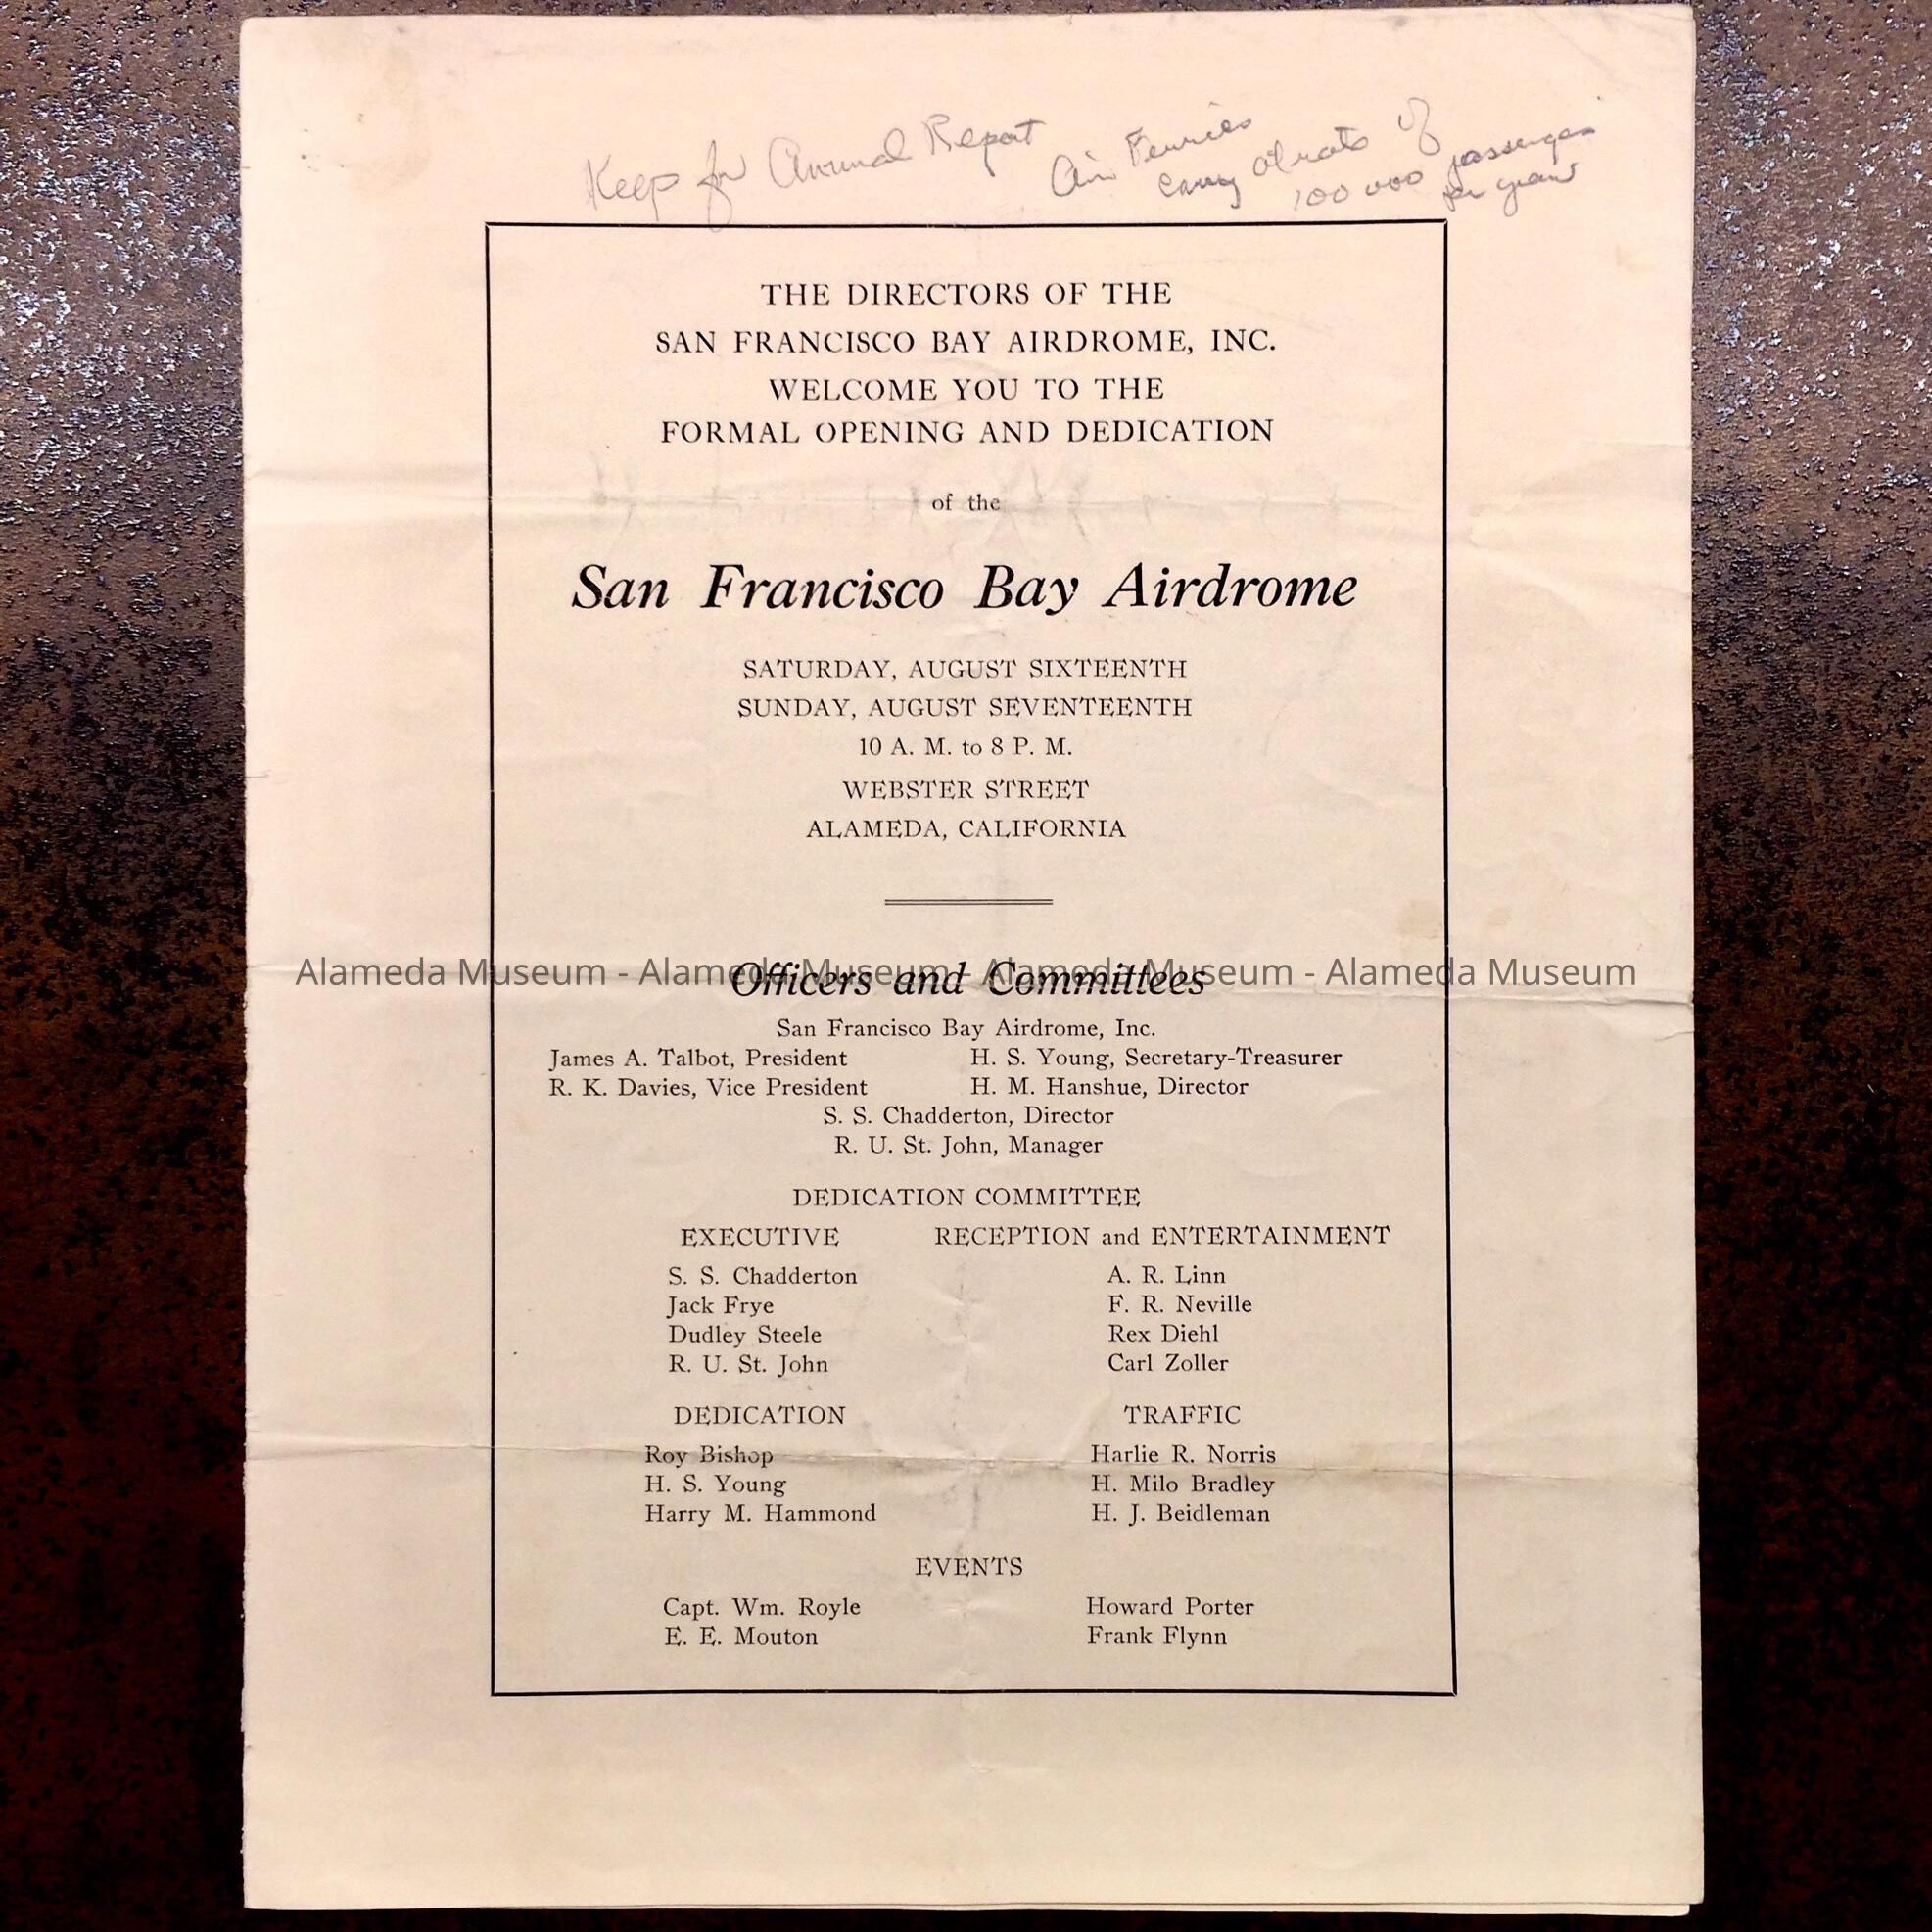 Keep for Annual Report
Air Ferries
carry at rate of
100 000 passengers
per year
THE DIRECTORS OF THE
SAN FRANCISCO BAY AIRDROME, INC.
WELCOME YOU TO THE
FORMAL OPENING AND DEDICATION
of the
San Francisco Bay Airdrome
SATURDAY, AUGUST SIXTEENTH
SUNDAY, AUGUST SEVENTEENTH
10 A. M. to 8 P. M.
WEBSTER STREET
ALAMEDA, CALIFORNIA
Alameda Museum - Alameda Museum - Alameda Museum - Alameda Museum
Officers and Committees
San Francisco Bay Airdrome, Inc.
James A. Talbot, President H. S. Young, Secretary-Treasurer
R. K. Davies, Vice President H. M. Hanshue, Director
S. S. Chadderton, Director
R. U. St. John, Manager
DEDICATION COMMITTEE
EXECUTIVE RECEPTION and ENTERTAINMENT
S. S. Chadderton A. R. Linn
Jack Frye F. R. Neville
Dudley Steele Rex Diehl
R. U. St. John Carl Zoller
DEDICATION TRAFFIC
Roy Bishop Harlie R. Norris
H. S. Young H. Milo Bradley
Harry M. Hammond H. J. Beidleman
EVENTS
Capt. Wm. Royle Howard Porter
E. E. Mouton Frank Flynn